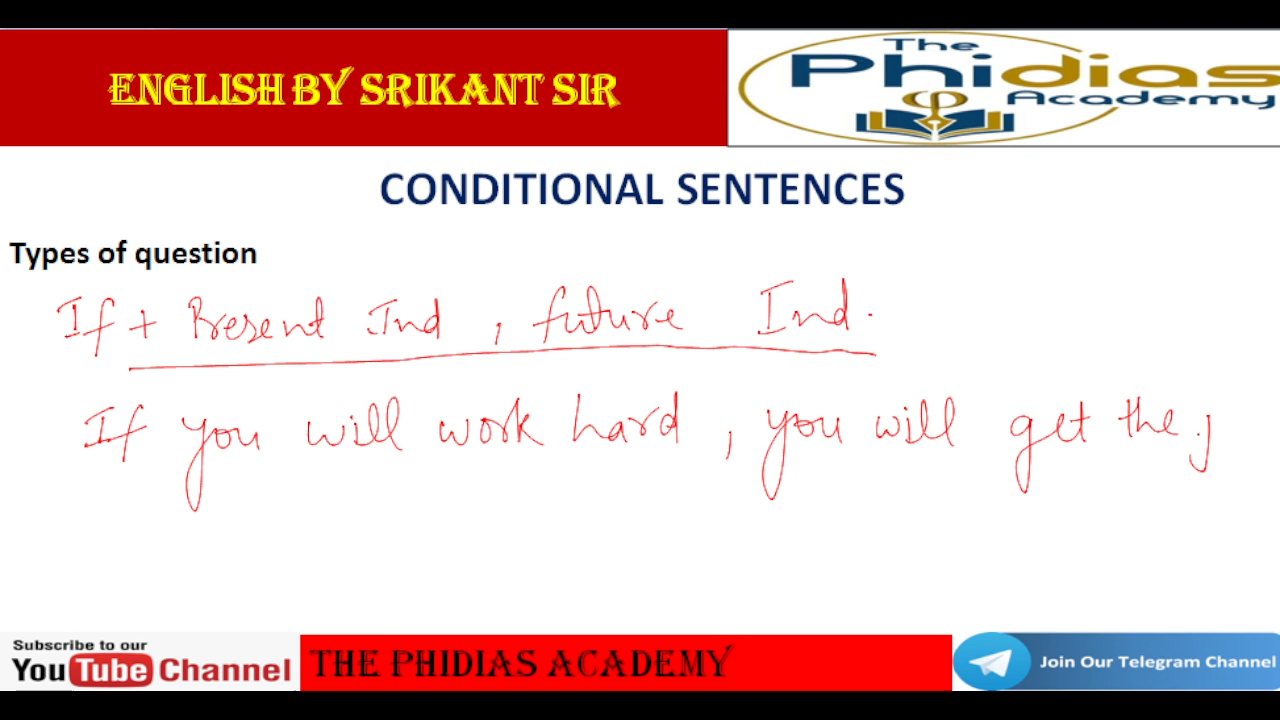 ENGLISH BY SRIKANT SIR
The
Phidias
Academy
CONDITIONAL SENTENCES
Types of question
If + Present Ind , future Ind.
If you will work hard , you will get the j
Subscribe to our
YouTube Channel
THE PHIDIAS ACADEMY
Join Our Telegram Channel